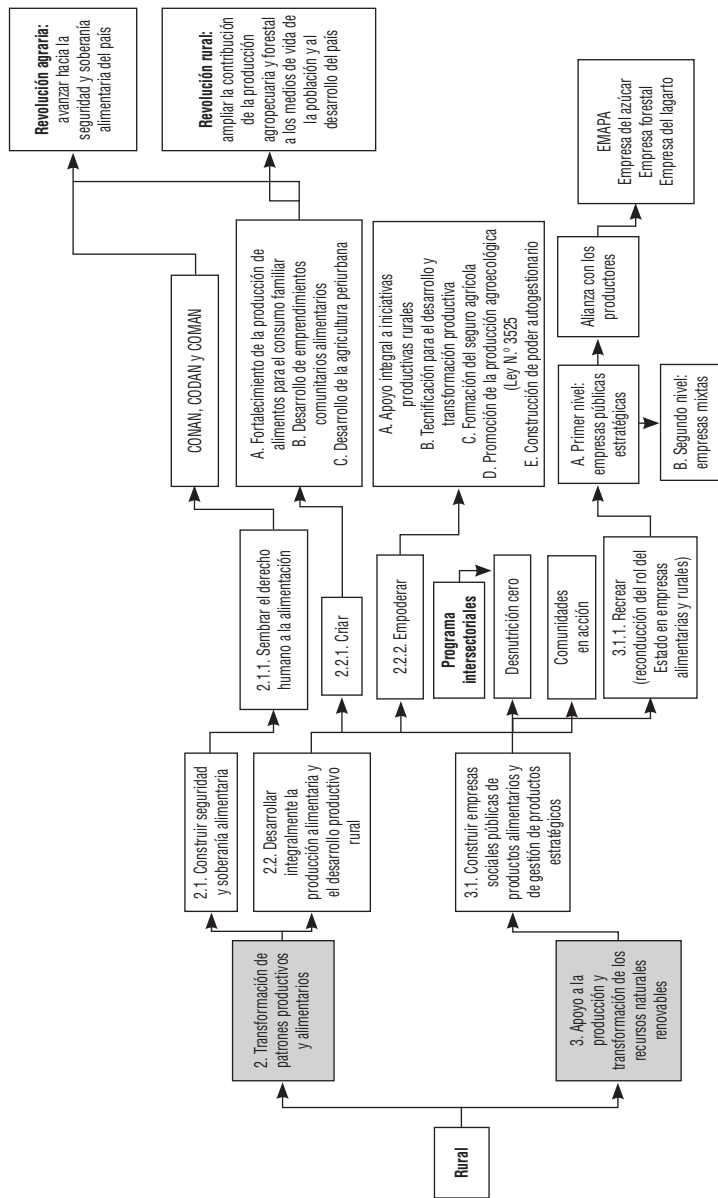 Rural
2. Transformación de
patrones productivos
y alimentarios
3. Apoyo a la
producción y
transformación de los
recursos naturales
renovables
2.1. Construir seguridad
y soberanía alimentaria
2.2. Desarrollar
integralmente la
producción alimentaria y
el desarrollo productivo
rural
3.1. Construir empresas
sociales públicas de
productos alimentarios y
de gestión de productos
estratégicos
2.1.1. Sembrar el derecho
humano a la alimentación
2.2.1. Criar
2.2.2. Empoderar
Programa
intersectoriales
Desnutrición cero
Comunidades
en acción
3.1.1. Recrear
(reconducción del rol del
Estado en empresas
alimentarias y rurales)
CONAN, CODAN y COMAN
A. Fortalecimiento de la producción de
alimentos para el consumo familiar
B. Desarrollo de emprendimientos
comunitarios alimentarios
C. Desarrollo de la agricultura periurbana
A. Apoyo integral a iniciativas
productivas rurales
B. Tecnificación para el desarrollo y
transformación productiva
C. Formación del seguro agrícola
D. Promoción de la producción agroecológica
(Ley N.º 3525
E. Construcción de poder autogestionario
A. Primer nivel:
empresas públicas
estratégicas
B. Segundo nivel:
empresas mixtas
Alianza con los
productores
Revolución agraria:
avanzar hacia la
seguridad y soberanía
alimentaria del país
Revolución rural:
ampliar la contribución
de la producción
agropecuaria y forestal
a los medios de vida de
la población y al
desarrollo del país
EMAPA
Empresa del azúcar
Empresa forestal
Empresa del lagarto